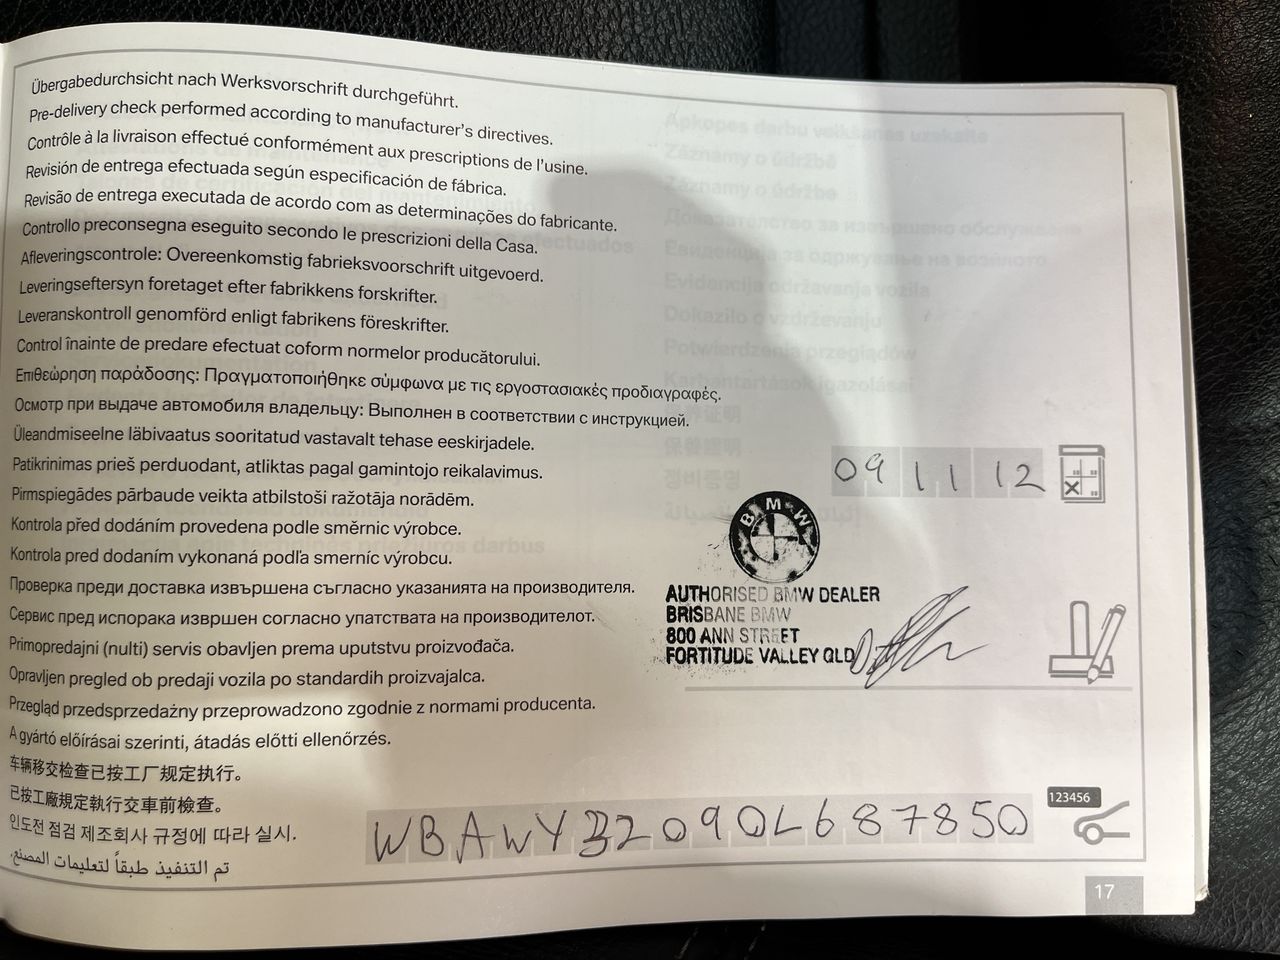 Übergabedurchsicht nach Werksvorschrift durchgeführt.
Pre-delivery check performed according to manufacturer's directives.
Contrôle à la livraison effectué conformément aux prescriptions de l'usine.
Revisión de entrega efectuada según especificación de fábrica.
Revisão de entrega executada de acordo com as determinações do fabricante.
Controllo preconsegna eseguito secondo le prescrizioni della Casa.
Afleveringscontrole: Overeenkomstig fabrieksvoorschrift uitgevoerd.
Leveringseftersyn foretaget efter fabrikkens forskrifter.
Leveranskontroll genomförd enligt fabrikens föreskrifter.
Control înainte de predare efectuat coform normelor producătorului.
Επιθεώρηση παράδοσης: Πραγματοποιήθηκε σύμφωνα με τις εργοστασιακές προδιαγραφές.
Осмотр при выдаче автомобиля владельцу: Выполнен в соответствии с инструкцией.
Üleandmiseelne läbivaatus sooritatud vastavalt tehase eeskirjadele.
Patikrinimas prieš perduodant, atliktas pagal gamintojo reikalavimus.
Pirmspiegādes pārbaude veikta atbilstoši ražotāja norādēm.
Kontrola před dodáním provedena podle směrnic výrobce.
Kontrola pred dodaním vykonaná podľa smerníc výrobcu.
Проверка преди доставка извършена съгласно указанията на производителя.
Сервис пред испорака извршен согласно упатствата на производителот.
Primopredajni (nulti) servis obavljen prema uputstvu proizvođača.
Opravljen pregled ob predaji vozila po standardih proizvajalca.
Przegląd przedsprzedażny przeprowadzono zgodnie z normami producenta.
A gyártó előírásai szerinti, átadás előtti ellenőrzés.
车辆移交检查已按工厂规定执行。
已按工廠規定執行交車前檢查。
인도전 점검 제조회사 규정에 따라 실시.
تم التنفيذ طبقاً لتعليمات المصنع.
09 11 12
BMW
AUTHORISED BMW DEALER
BRISBANE BMW
800 ANN STREET
FORTITUDE VALLEY QLD
123456
WBAWY32090L687850
17